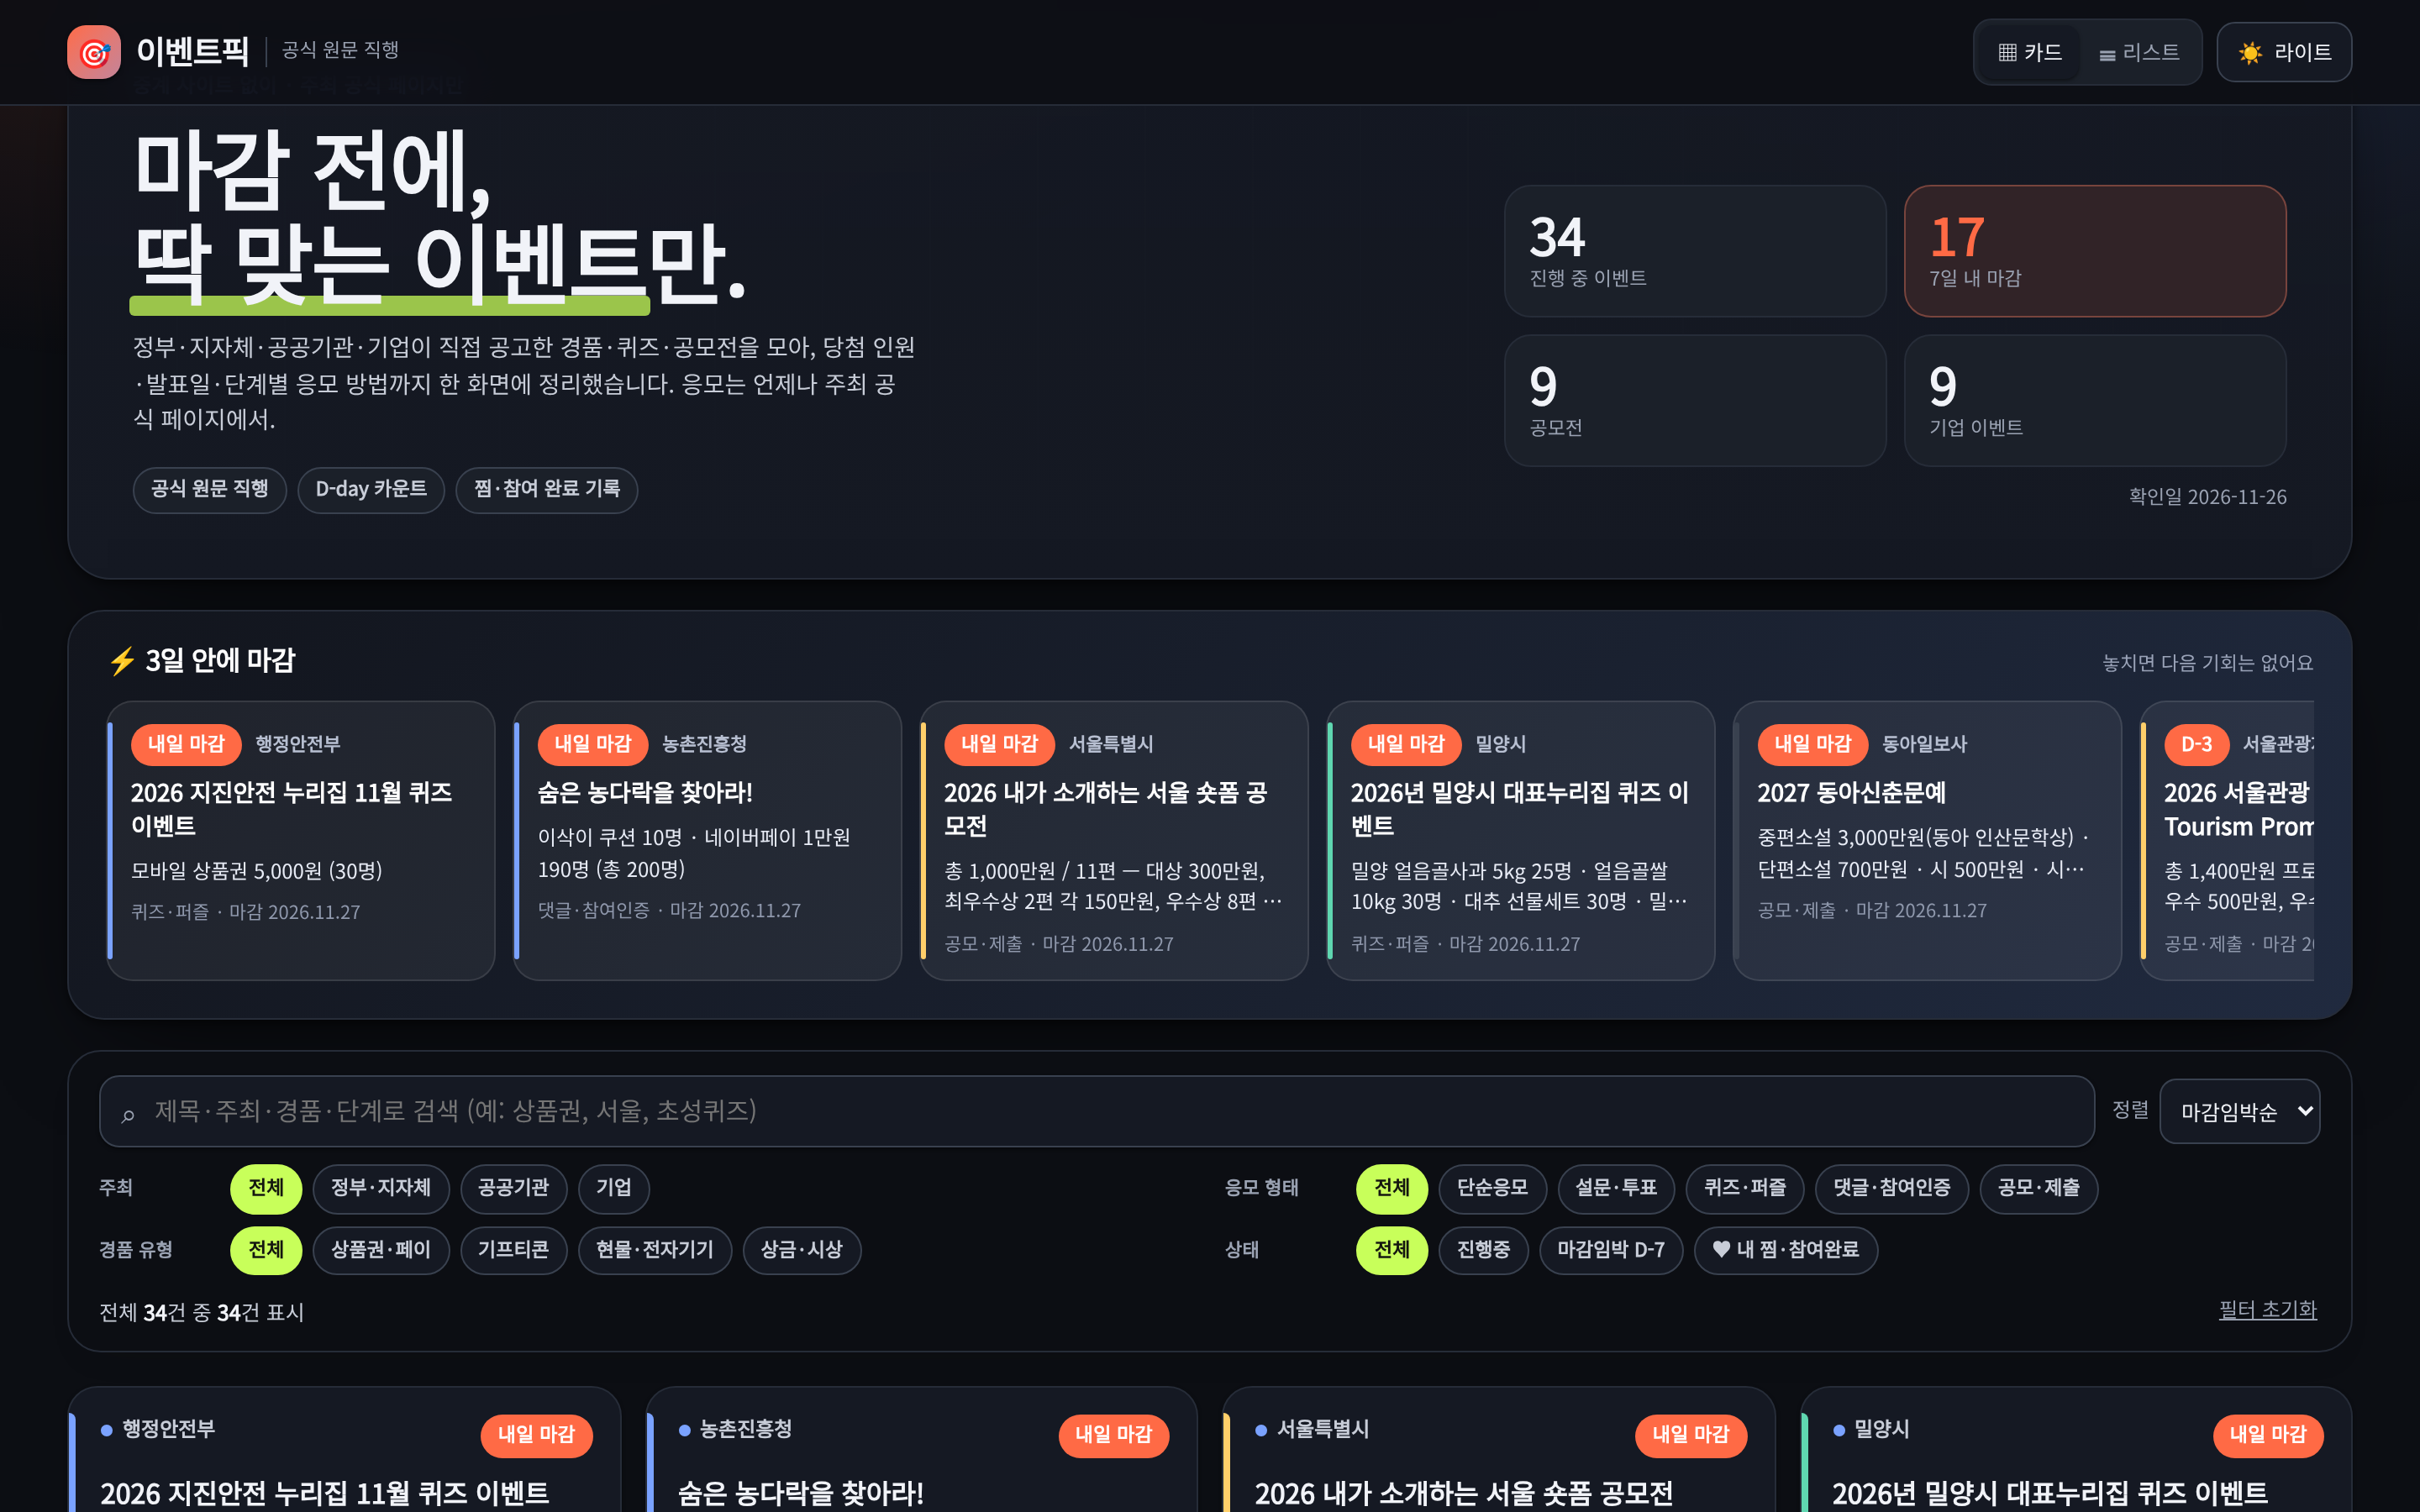 이벤트픽
공식 원문 직행
카드
리스트
라이트
마감 전에,
딱 맞는 이벤트만.
정부·지자체·공공기관·기업이 직접 공고한 경품·퀴즈·공모전을 모아, 당첨 인원
·발표일·단계별 응모 방법까지 한 화면에 정리했습니다. 응모는 언제나 주최 공
식 페이지에서.
공식 원문 직행
D-day 카운트
찜·참여 완료 기록
34
진행 중 이벤트
17
7일 내 마감
9
공모전
9
기업 이벤트
확인일 2026-11-26
⚡ 3일 안에 마감
놓치면 다음 기회는 없어요
내일 마감 행정안전부
2026 지진안전 누리집 11월 퀴즈
이벤트
모바일 상품권 5,000원 (30명)
퀴즈·퍼즐 · 마감 2026.11.27
내일 마감 농촌진흥청
숨은 농다락을 찾아라!
이삭이 쿠션 10명 · 네이버페이 1만원
190명 (총 200명)
댓글·참여인증 · 마감 2026.11.27
내일 마감 서울특별시
2026 내가 소개하는 서울 숏폼 공
모전
총 1,000만원 / 11편 — 대상 300만원,
최우수상 2편 각 150만원, 우수상 8편 …
공모·제출 · 마감 2026.11.27
내일 마감 밀양시
2026년 밀양시 대표누리집 퀴즈 이
벤트
밀양 얼음골사과 5kg 25명 · 얼음골쌀
10kg 30명 · 대추 선물세트 30명 · 밀…
퀴즈·퍼즐 · 마감 2026.11.27
내일 마감 동아일보사
2027 동아신춘문예
중편소설 3,000만원(동아 인산문학상) ·
단편소설 700만원 · 시 500만원 · 시…
공모·제출 · 마감 2026.11.27
D-3 서울관광
2026 서울관광
Tourism Prom
총 1,400만원 프로
우수 500만원, 우수
공모·제출 · 마감 20
제목·주최·경품·단계로 검색 (예: 상품권, 서울, 초성퀴즈)
정렬
마감임박순
주최
전체
정부·지자체
공공기관
기업
응모 형태
전체
단순응모
설문·투표
퀴즈·퍼즐
댓글·참여인증
공모·제출
경품 유형
전체
상품권·페이
기프티콘
현물·전자기기
상금·시상
상태
전체
진행중
마감임박 D-7
♥ 내 찜·참여완료
전체 34건 중 34건 표시
필터 초기화
행정안전부
내일 마감
2026 지진안전 누리집 11월 퀴즈 이벤트
농촌진흥청
내일 마감
숨은 농다락을 찾아라!
서울특별시
내일 마감
2026 내가 소개하는 서울 숏폼 공모전
밀양시
내일 마감
2026년 밀양시 대표누리집 퀴즈 이벤트